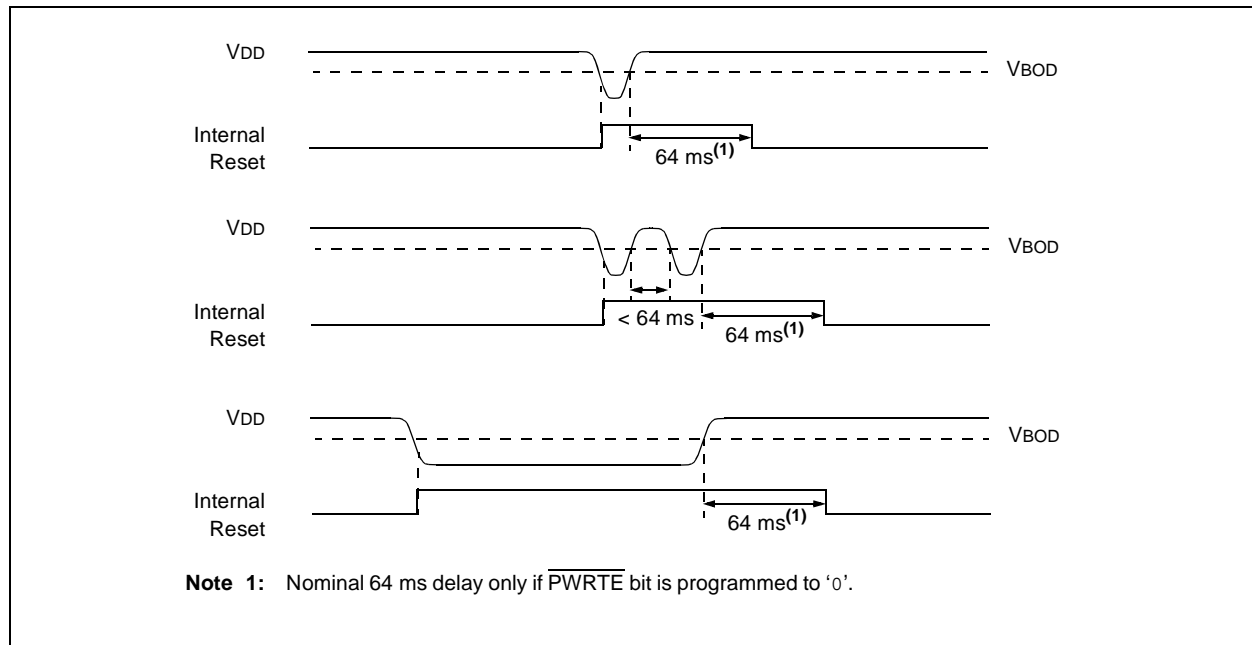 VDD
VBOD
Internal
Reset
64 ms(1)
VDD
VBOD
Internal
Reset
< 64 ms
64 ms(1)
VDD
VBOD
Internal
Reset
64 ms(1)
Note 1: Nominal 64 ms delay only if PWRTE bit is programmed to ‘0’.